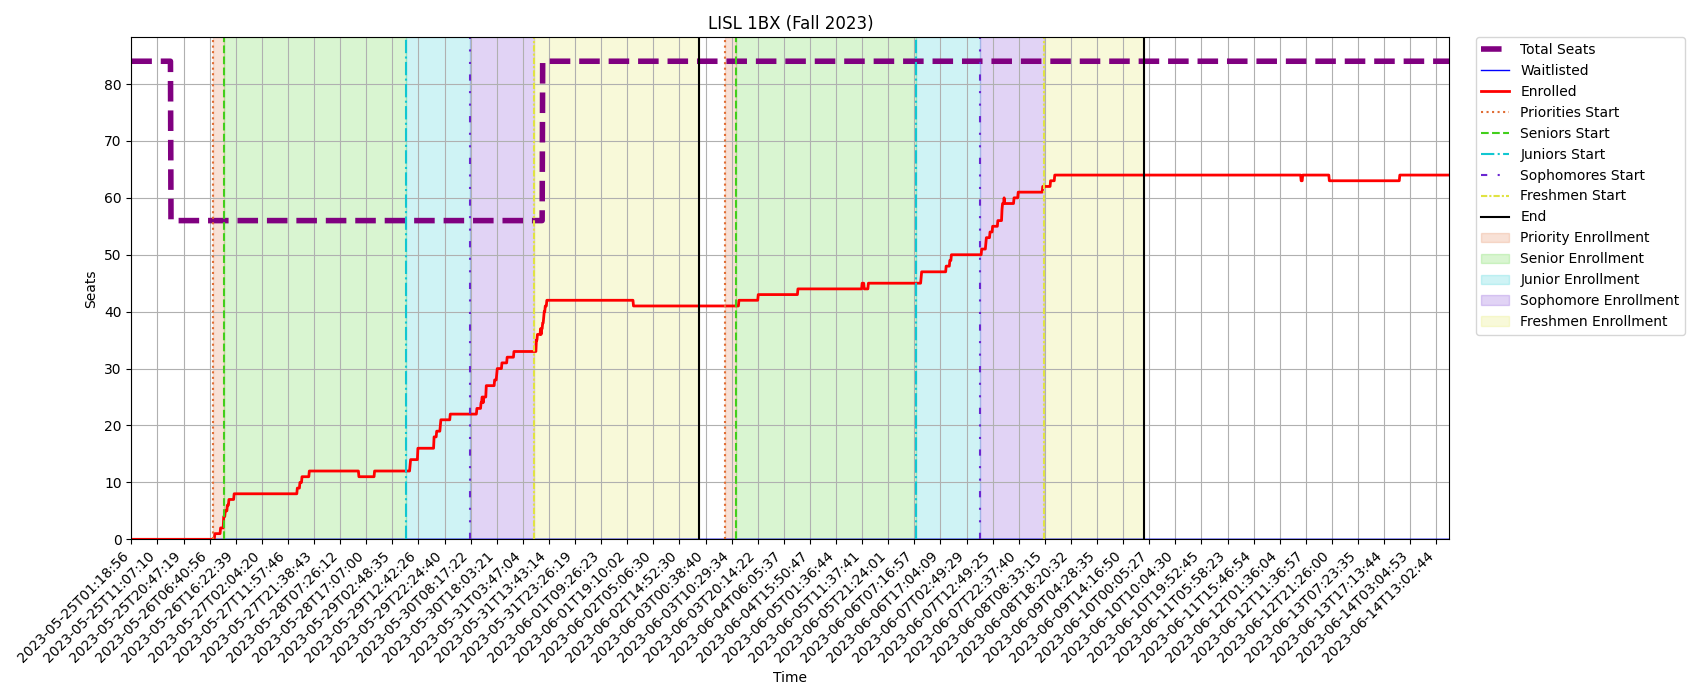 LISL 1BX (Fall 2023)
Seats
80
70
60
50
40
30
20
10
0
2023-05-25T01:18:56
2023-05-25T11:07:10
2023-05-25T20:47:19
2023-05-26T06:40:56
2023-05-26T16:22:39
2023-05-27T02:04:20
2023-05-27T11:57:46
2023-05-27T21:38:43
2023-05-28T07:26:12
2023-05-28T17:07:00
2023-05-29T02:48:35
2023-05-29T12:42:26
2023-05-29T22:24:40
2023-05-30T08:17:22
2023-05-30T18:03:21
2023-05-31T03:47:04
2023-05-31T13:43:14
2023-05-31T23:26:19
2023-06-01T09:26:23
2023-06-01T19:10:02
2023-06-02T05:06:30
2023-06-02T14:52:30
2023-06-03T00:38:40
2023-06-03T10:29:34
2023-06-03T20:14:22
2023-06-04T06:05:37
2023-06-04T15:50:47
2023-06-05T01:36:44
2023-06-05T11:37:41
2023-06-05T21:24:01
2023-06-06T07:16:57
2023-06-06T17:04:09
2023-06-07T02:49:29
2023-06-07T12:49:25
2023-06-07T22:37:40
2023-06-08T08:33:15
2023-06-08T18:20:32
2023-06-09T04:28:35
2023-06-09T14:16:50
2023-06-10T00:05:27
2023-06-10T10:04:30
2023-06-10T19:52:45
2023-06-11T05:58:23
2023-06-11T15:46:54
2023-06-12T01:36:04
2023-06-12T11:36:57
2023-06-12T21:26:00
2023-06-13T07:23:35
2023-06-13T17:13:44
2023-06-14T03:04:53
2023-06-14T13:02:44
Time
Total Seats
Waitlisted
Enrolled
Priorities Start
Seniors Start
Juniors Start
Sophomores Start
Freshmen Start
End
Priority Enrollment
Senior Enrollment
Junior Enrollment
Sophomore Enrollment
Freshmen Enrollment